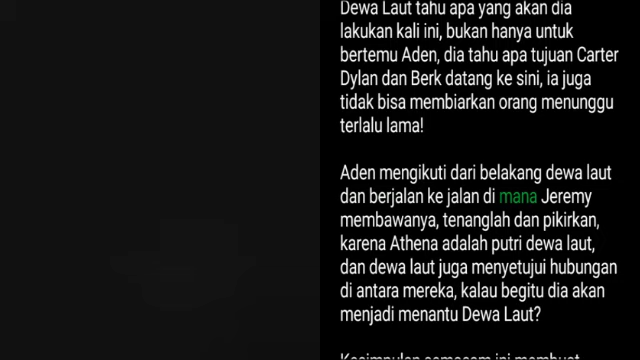 Dewa Laut tahu apa yang akan dia
lakukan kali ini, bukan hanya untuk
bertemu Aden, dia tahu apa tujuan Carter
Dylan dan Berk datang ke sini, ia juga
tidak bisa membiarkan orang menunggu
terlalu lama!
Aden mengikuti dari belakang dewa laut
dan berjalan ke jalan di mana Jeremy
membawanya, tenanglah dan pikirkan,
karena Athena adalah putri dewa laut,
dan dewa laut juga menyetujui hubungan
di antara mereka, kalau begitu dia akan
menjadi menantu Dewa Laut?